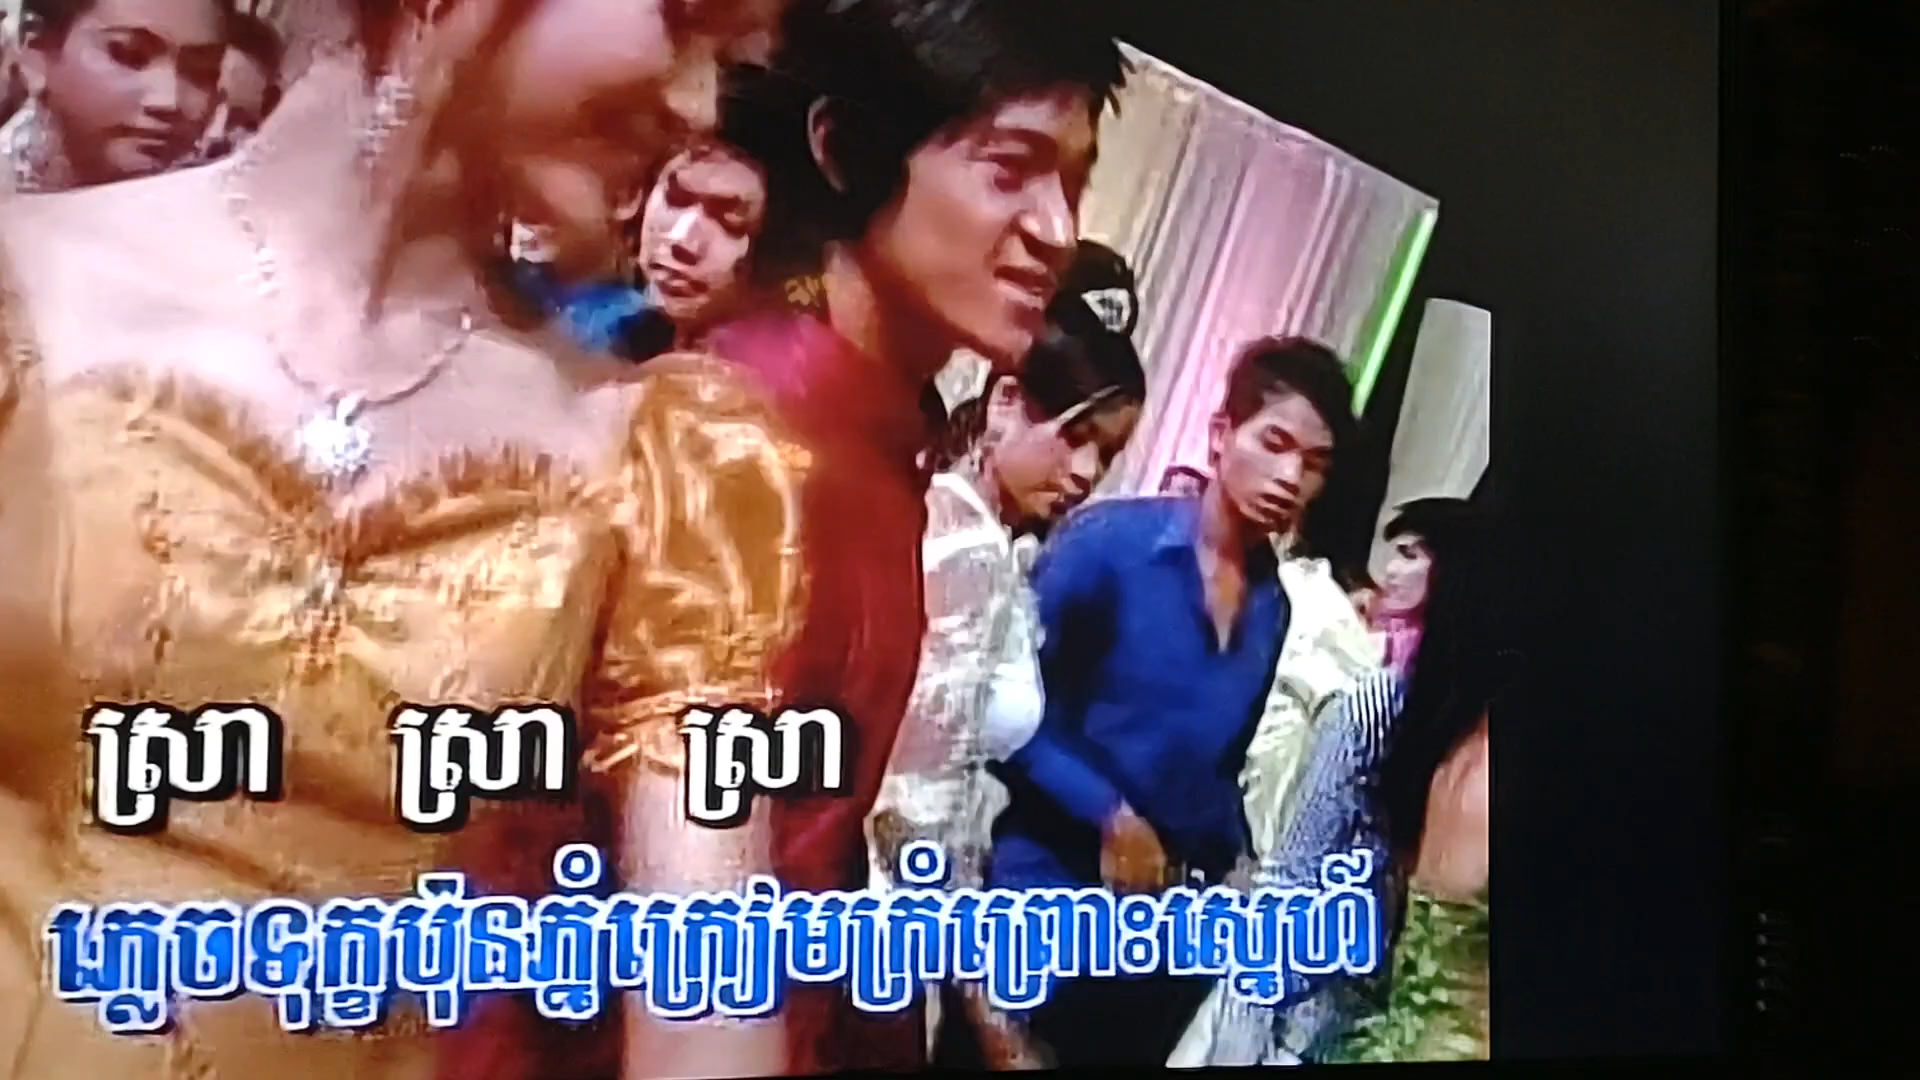 ស្រា ស្រា ស្រា
ភ្លេចទុក្ខប៉ុនភ្នំក្រៀមក្រំព្រោះស្នេហ៍